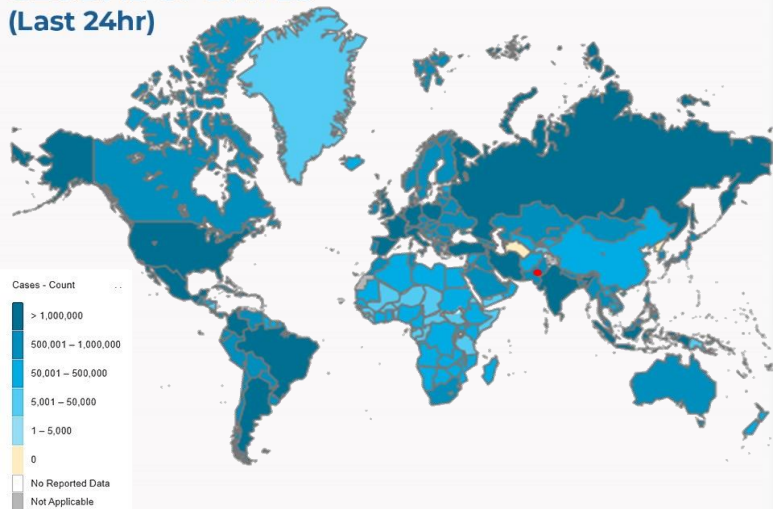 (Last 24hr)
Cases - Count
> 1,000,000
500,001 – 1,000,000
50,001 – 500,000
5,001 – 50,000
1 – 5,000
0
No Reported Data
Not Applicable